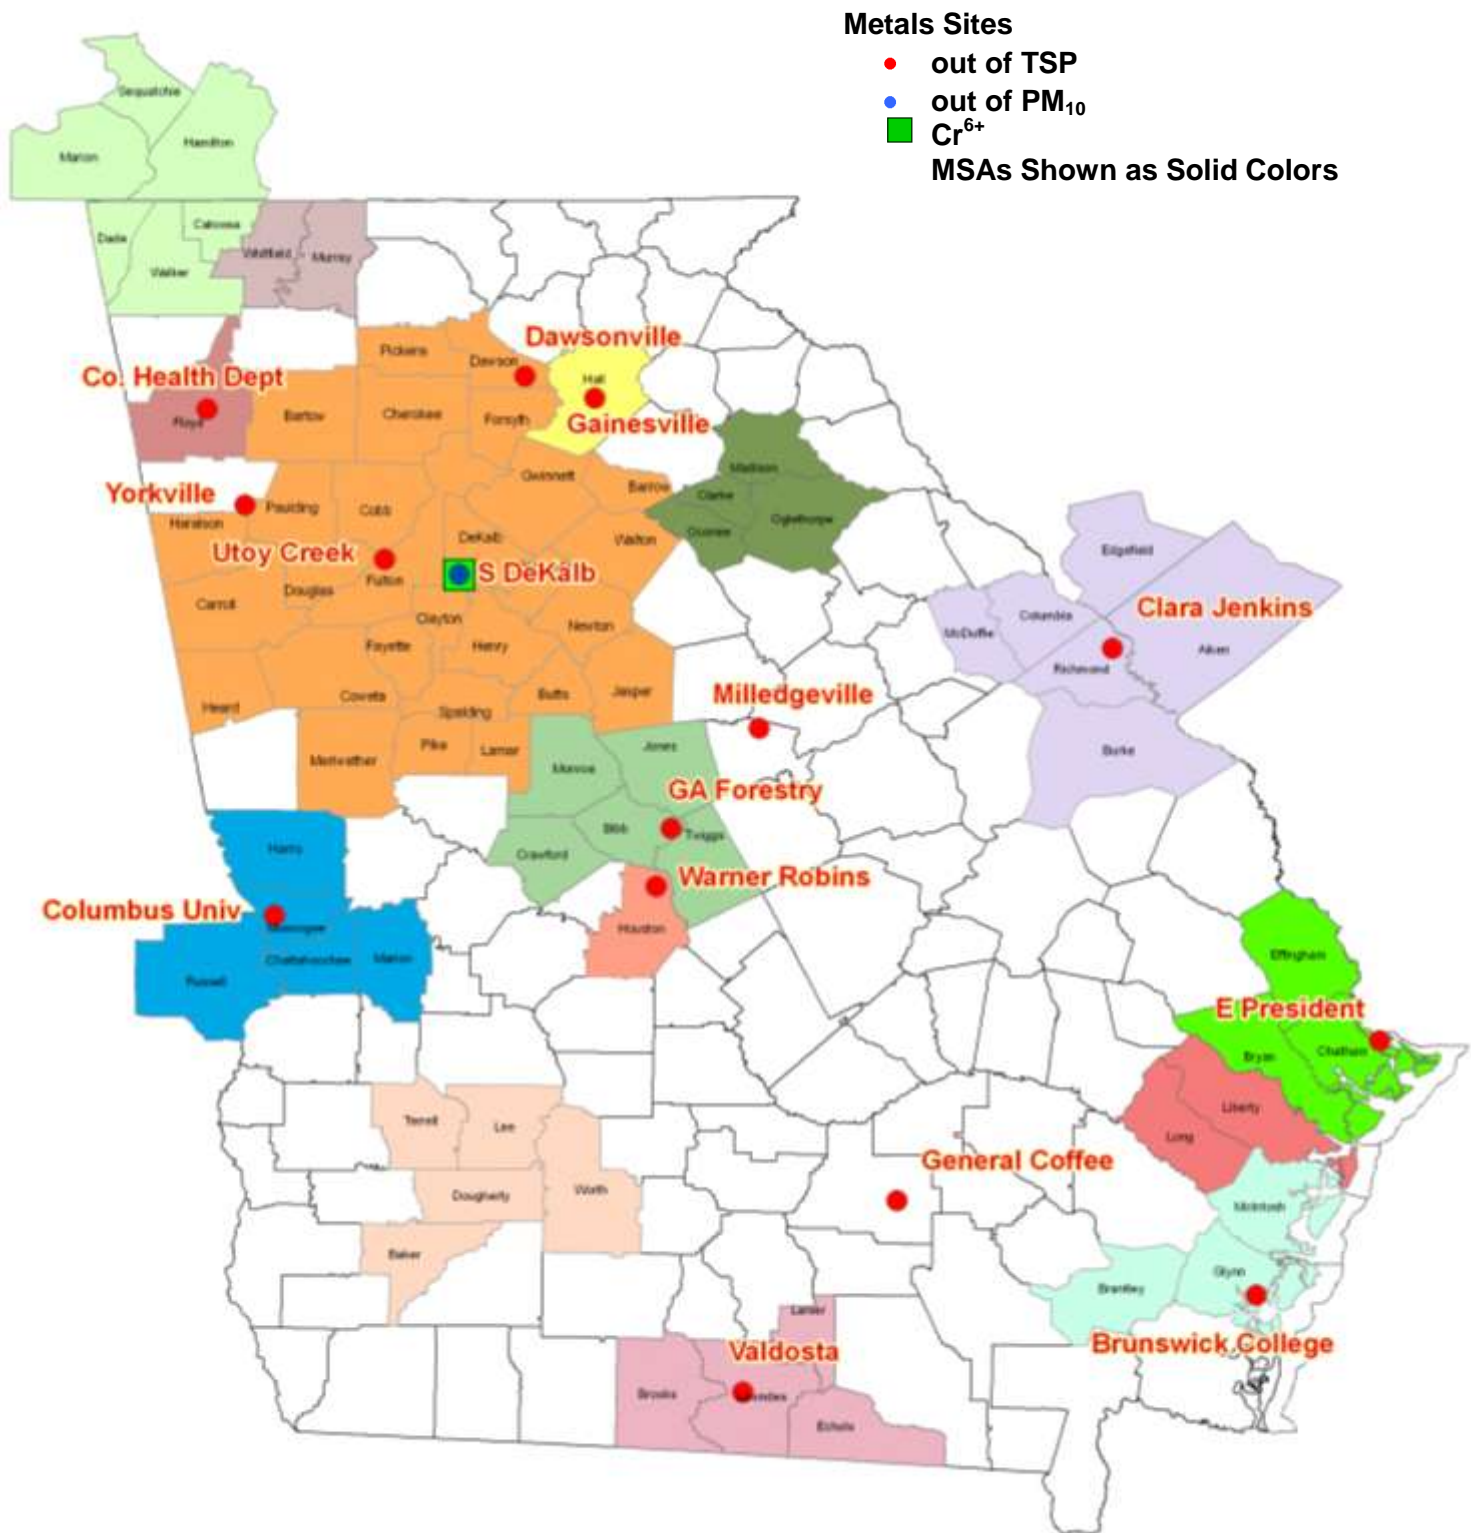 Metals Sites
out of TSP
out of PM10
Cr6+
MSAs Shown as Solid Colors
Sequatchie
Marion
Hamilton
Dade
Catoosa
Walker
Whitfield
Murray
Dawsonville
Pickens
Dawson
Hall
Co. Health Dept
Floyd
Bartow
Cherokee
Forsyth
Gainesville
Madison
Gwinnett
Barrow
Clarke
Yorkville
Paulding
Cobb
Haralson
Oconee
Oglethorpe
DeKalb
Walton
Edgefield
Utoy Creek
Fulton
S DeKalb
Douglas
Carroll
Clayton
Newton
McDuffie
Columbia
Clara Jenkins
Fayette
Henry
Richmond
Aiken
Heard
Coweta
Butts
Jasper
Milledgeville
Spalding
Meriwether
Pike
Lamar
Monroe
Jones
Burke
GA Forestry
Bibb
Twiggs
Crawford
Harris
Warner Robins
Columbus Univ
Houston
Chattahoochee
Marion
Russell
Effingham
E President
Bryan
Chatham
Terrell
Lee
Liberty
Long
General Coffee
Dougherty
Worth
McIntosh
Baker
Glynn
Brantley
Lanier
Brunswick College
Valdosta
Brooks
Echols